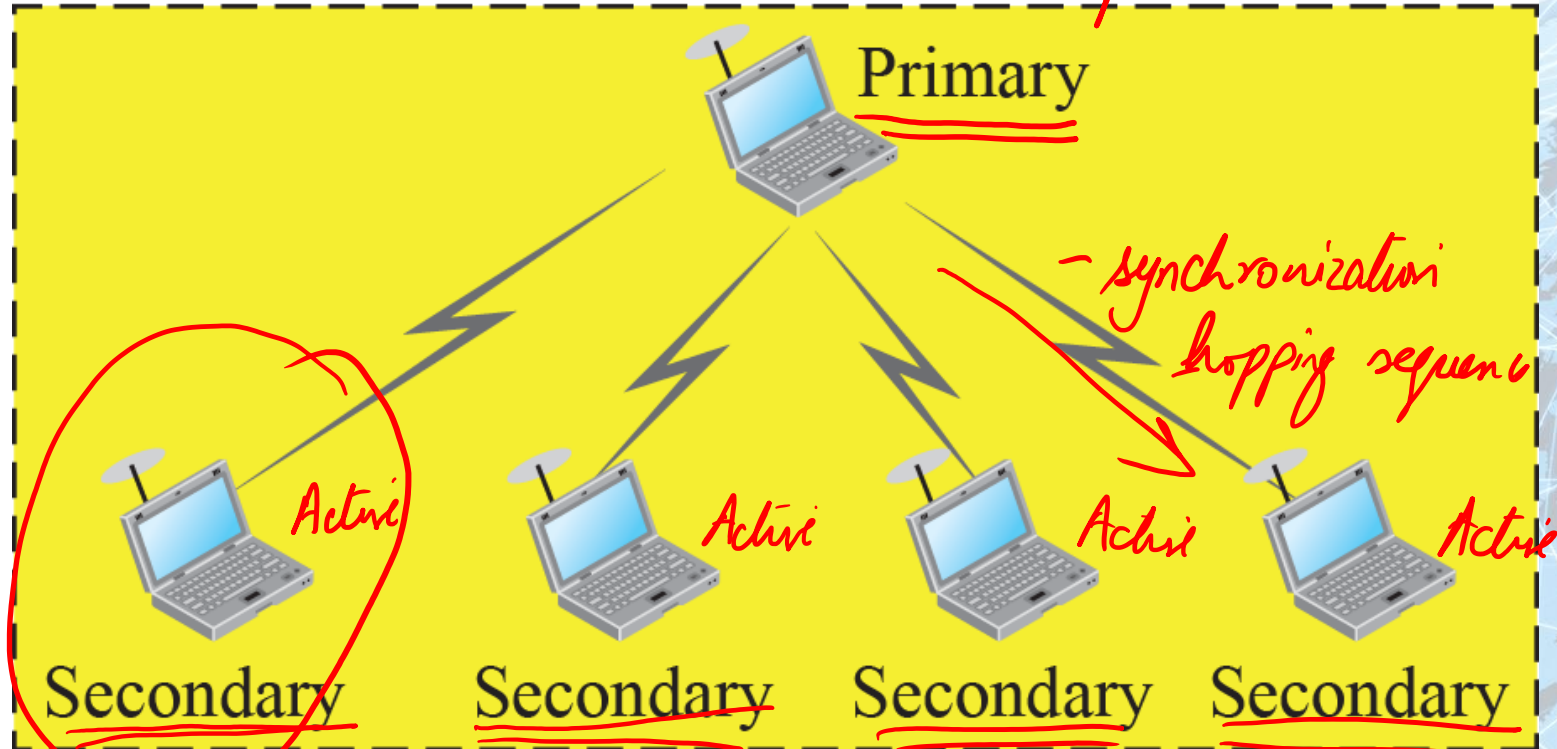 Primary
- synchronization
hopping sequence
Active
Active
Active
Active
Secondary
Secondary
Secondary
Secondary